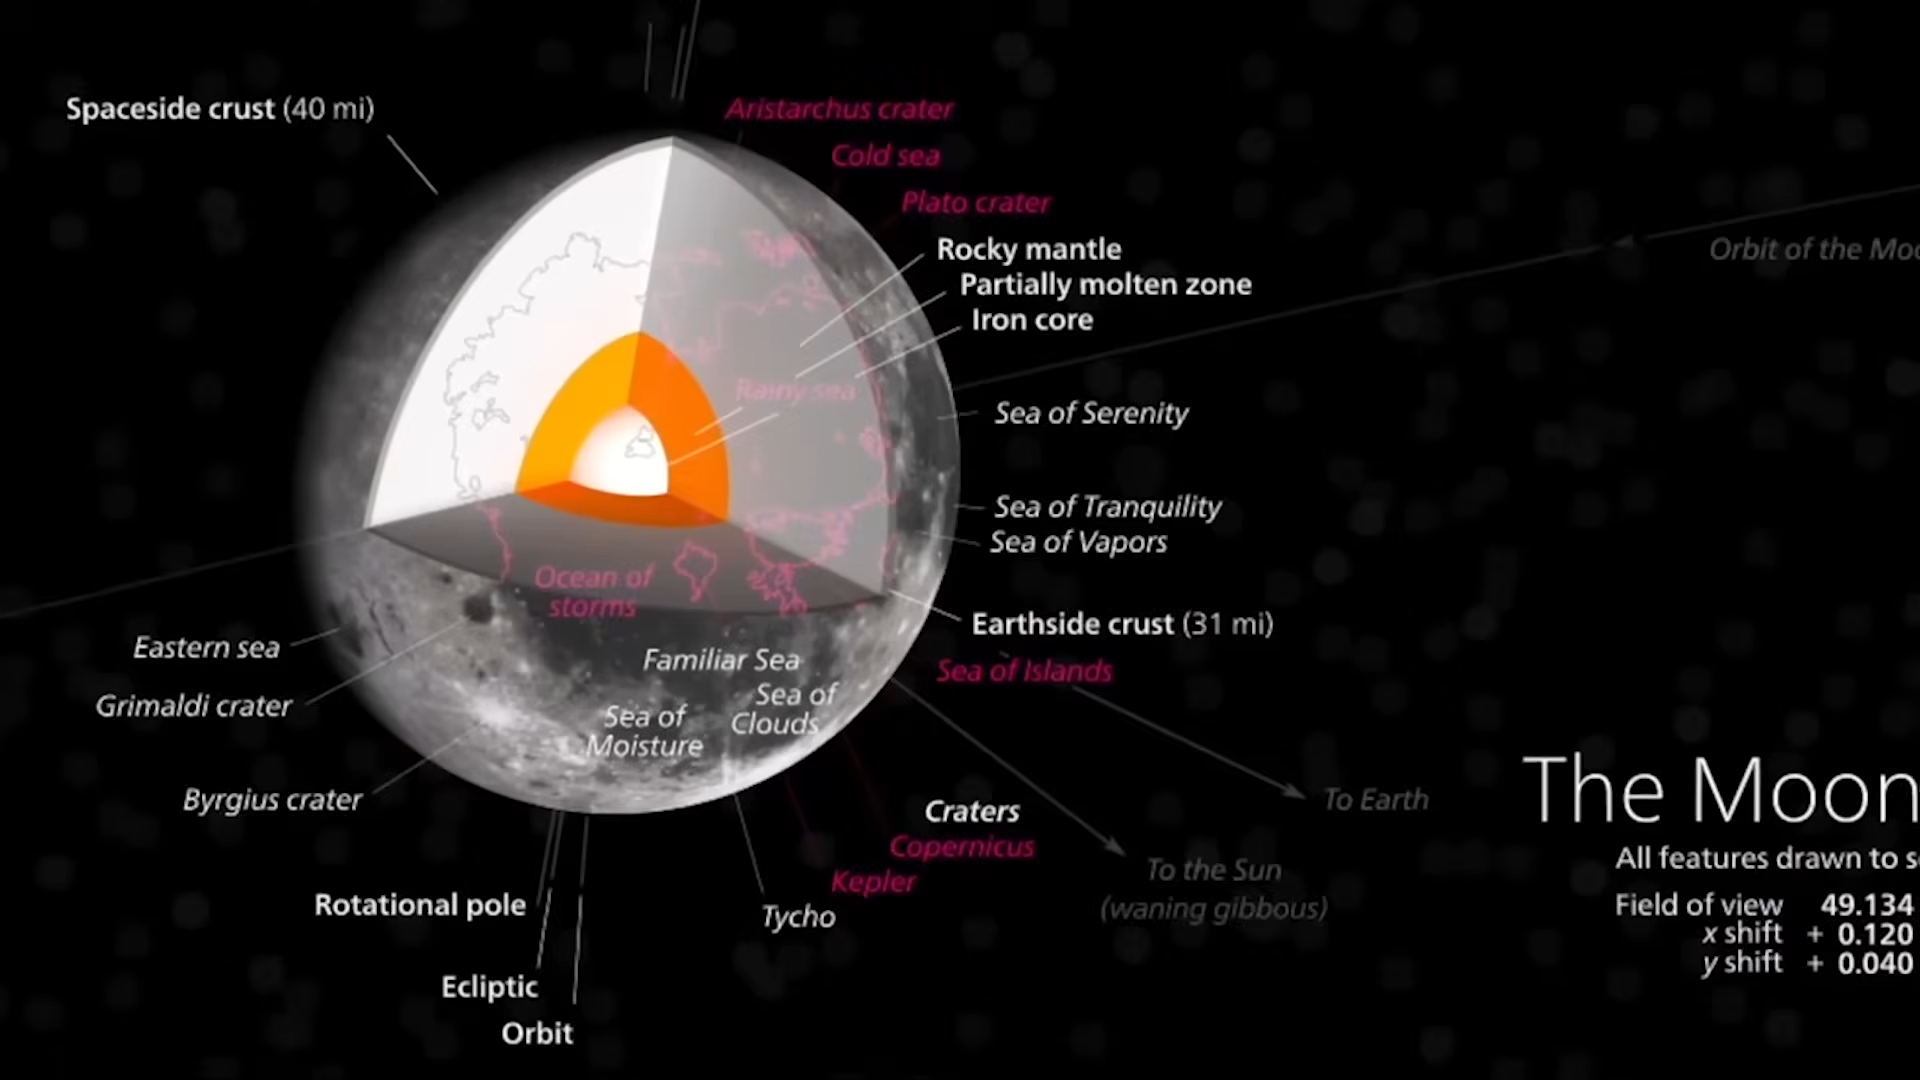 Spaceside crust (40 mi)
Aristarchus crater
Cold sea
Plato crater
Rocky mantle
Partially molten zone
Iron core
Orbit of the Moo
Rainy sea
Sea of Serenity
Sea of Tranquility
Sea of Vapors
Ocean of
storms
Earthside crust (31 mi)
Eastern sea
Familiar Sea
Sea of Islands
Grimaldi crater
Sea of
Clouds
Sea of
Moisture
Byrgius crater
To Earth
The Moon
Craters
Copernicus
Kepler
Tycho
To the Sun
(waning gibbous)
All features drawn to s
Field of view 49.134
x shift + 0.120
y shift + 0.040
Rotational pole
Ecliptic
Orbit